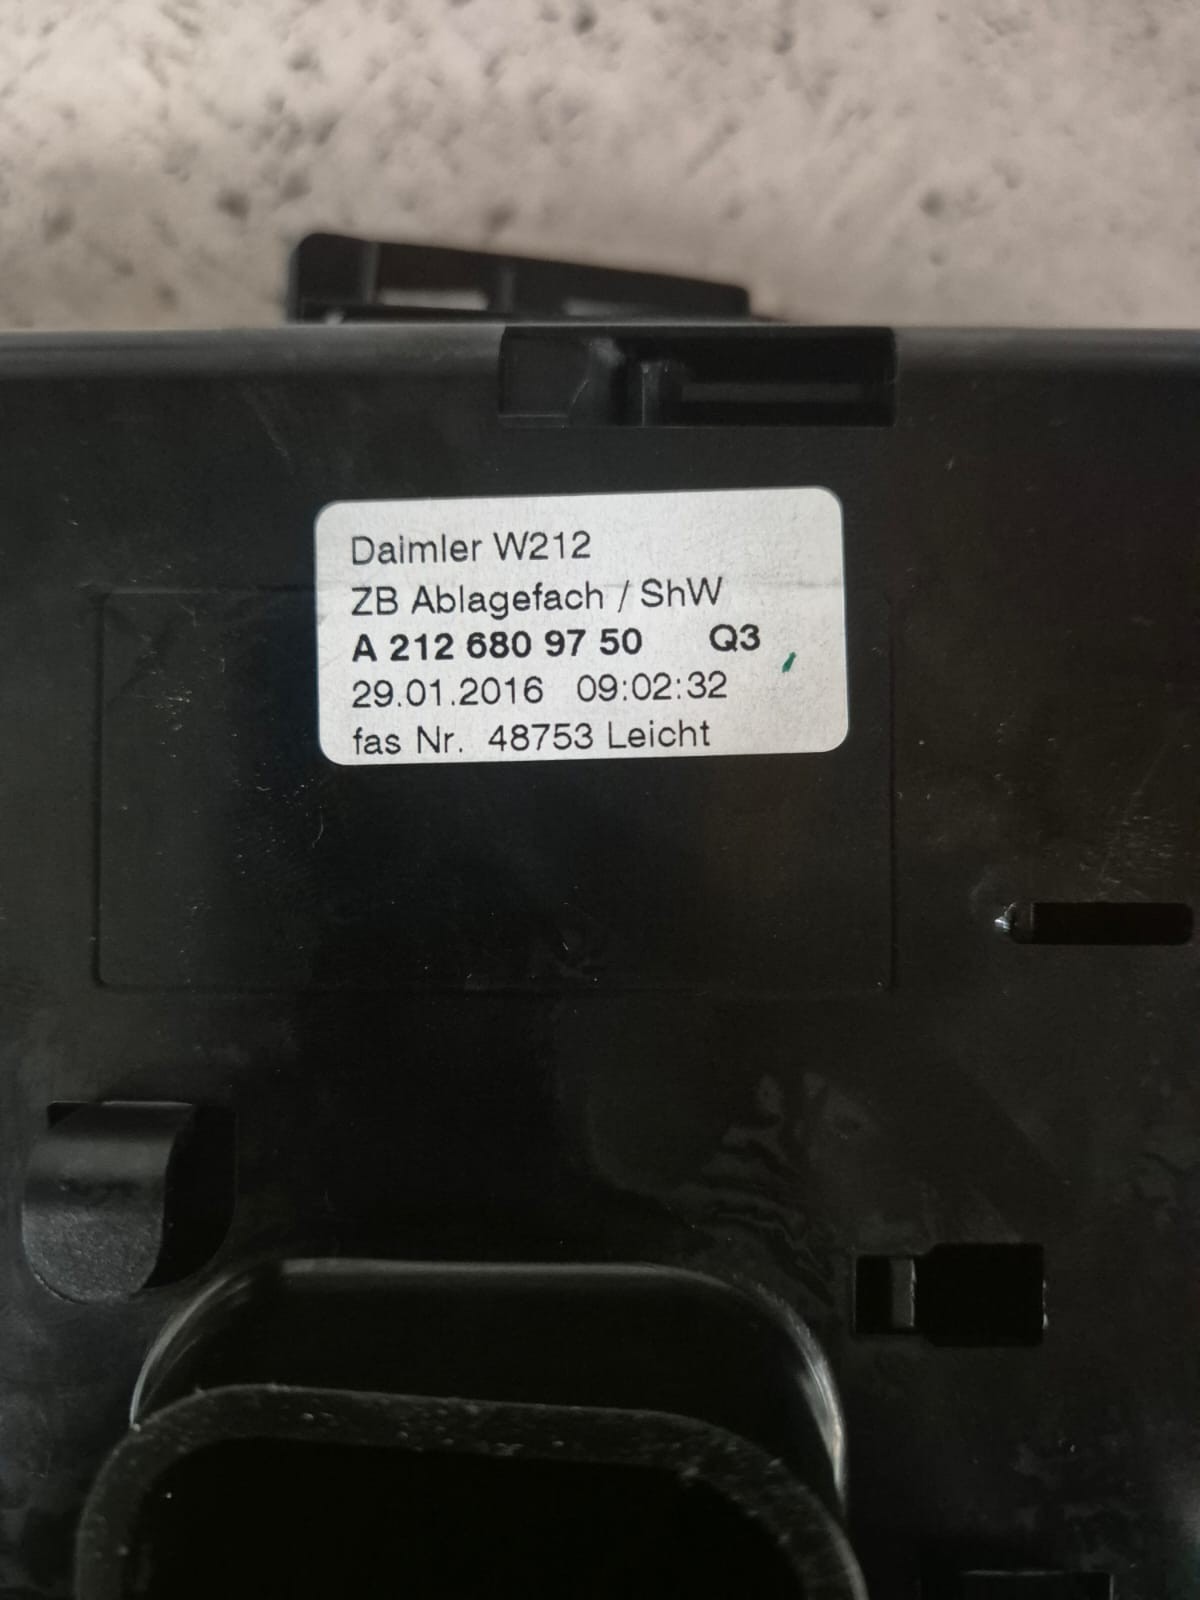 Daimler W212
ZB Ablagefach / ShW
A 212 680 97 50 Q3
29.01.2016 09:02:32
fas Nr. 48753 Leicht